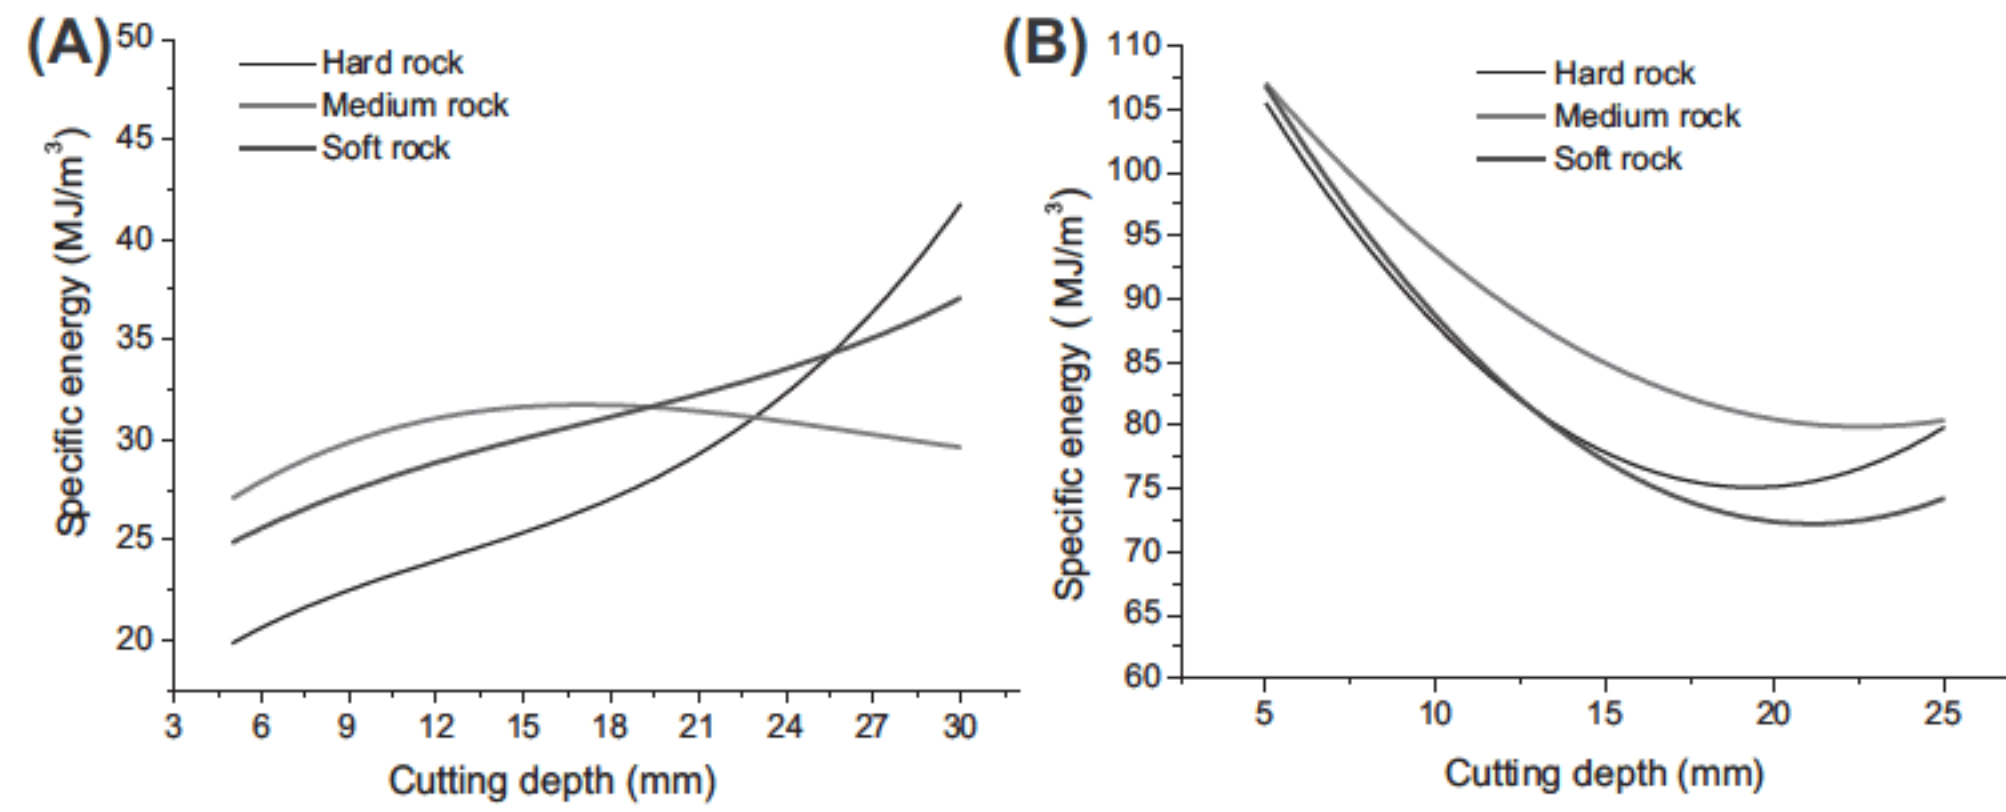 (A)
50
45
40
35
30
25
20
Specific energy (MJ/m³)
Hard rock
Medium rock
Soft rock
3 6 9 12 15 18 21 24 27 30
Cutting depth (mm)
(B)
110
105
100
95
90
85
80
75
70
65
60
Specific energy ( MJ/m³)
Hard rock
Medium rock
Soft rock
5 10 15 20 25
Cutting depth (mm)